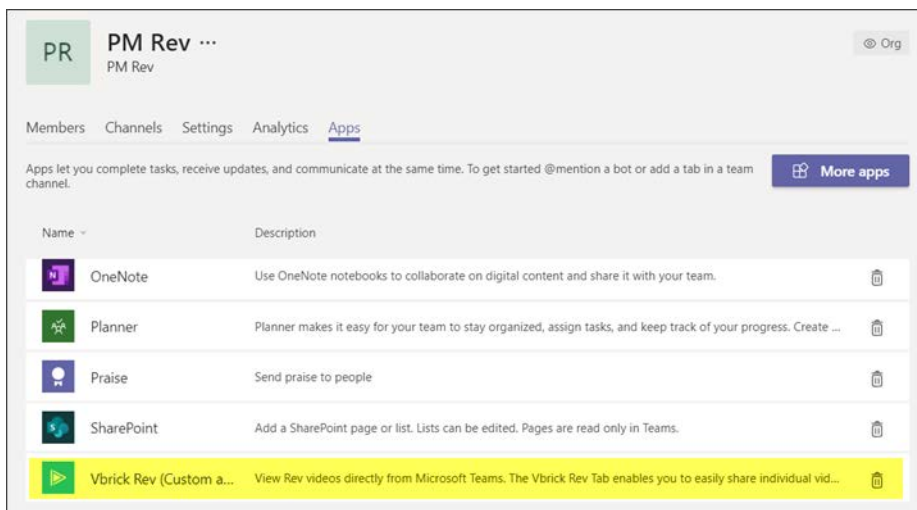 PR
PM Rev ...
PM Rev
Org
Members Channels Settings Analytics Apps
Apps let you complete tasks, receive updates, and communicate at the same time. To get started @mention a bot or add a tab in a team
channel.
More apps
Name
Description
N
OneNote
Use OneNote notebooks to collaborate on digital content and share it with your team.
Planner
Planner makes it easy for your team to stay organized, assign tasks, and keep track of your progress. Create ...
Praise
Send praise to people
S
SharePoint
Add a SharePoint page or list. Lists can be edited. Pages are read only in Teams.
Vbrick Rev (Custom a...
View Rev videos directly from Microsoft Teams. The Vbrick Rev Tab enables you to easily share individual vid...